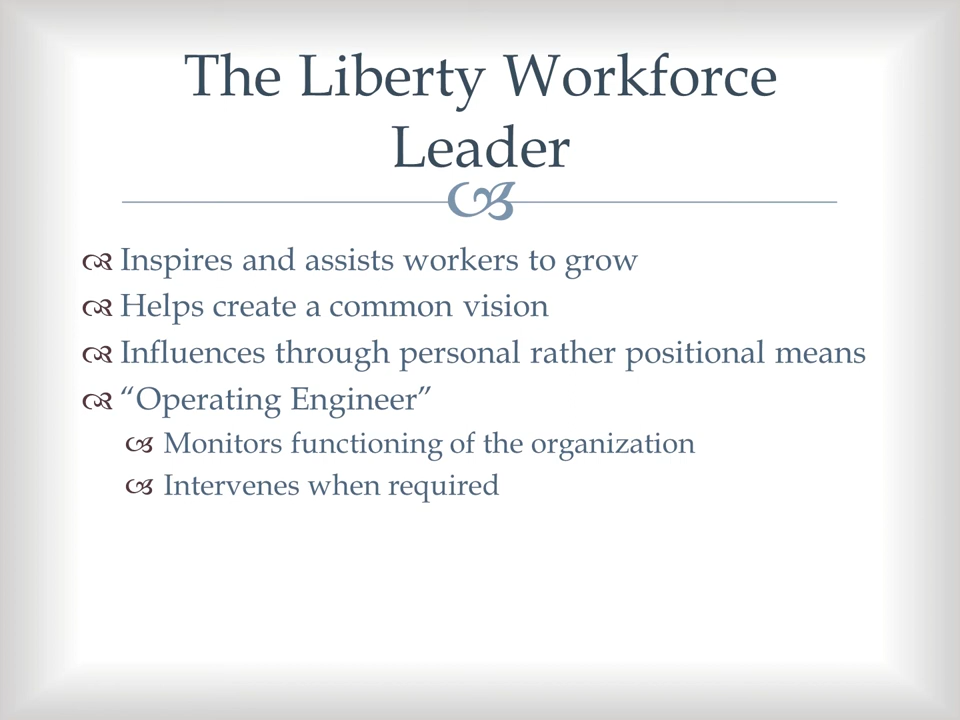 The Liberty Workforce
Leader
Inspires and assists workers to grow
Helps create a common vision
Influences through personal rather positional means
“Operating Engineer”
Monitors functioning of the organization
Intervenes when required